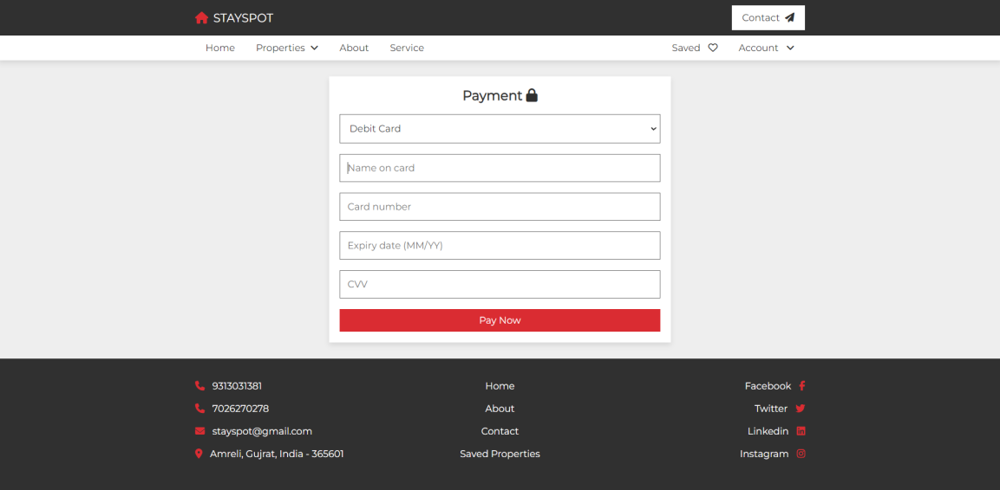 STAYSPOT
Contact
Home Properties About Service Saved Account
Payment
Debit Card
Name on card
Card number
Expiry date (MM/YY)
CVV
Pay Now
9313031381 Home Facebook
7026270278 About Twitter
stayspot@gmail.com Contact Linkedin
Amreli, Gujrat, India - 365601 Saved Properties Instagram